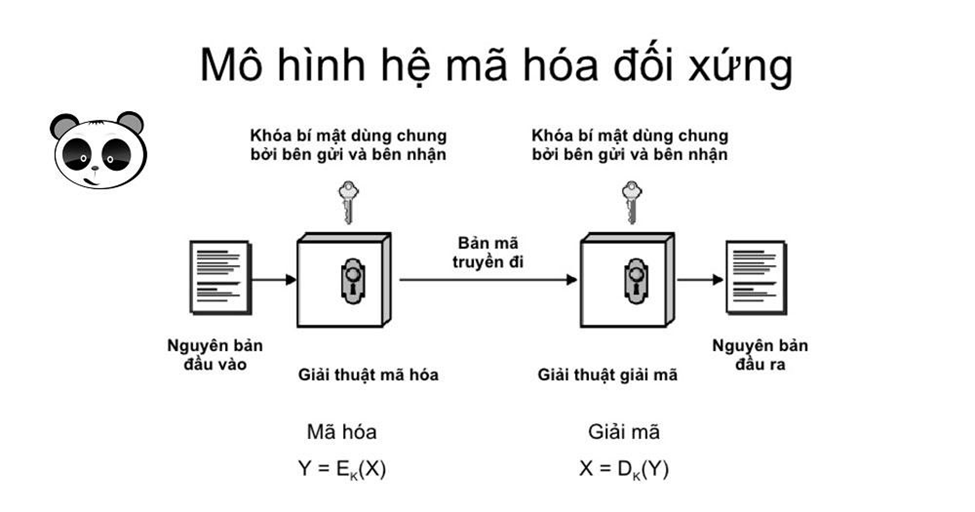 Mô hình hệ mã hóa đối xứng
Khóa bí mật dùng chung
bởi bên gửi và bên nhận
Khóa bí mật dùng chung
bởi bên gửi và bên nhận
Bản mã
truyền đi
Nguyên bản
đầu vào
Giải thuật mã hóa
Giải thuật giải mã
Nguyên bản
đầu ra
Mã hóa
Giải mã
Y = E_K(X)
X = D_K(Y)